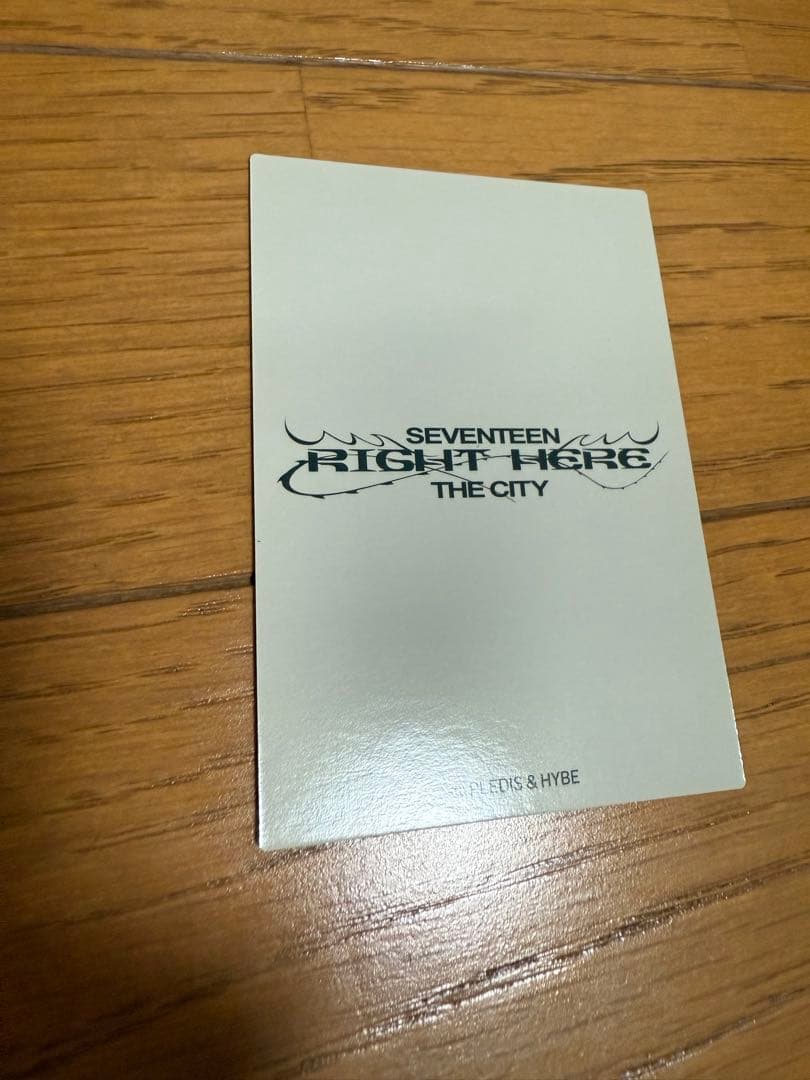 SEVENTEEN
RIGHT HERE
THE CITY
PLEDIS & HYBE